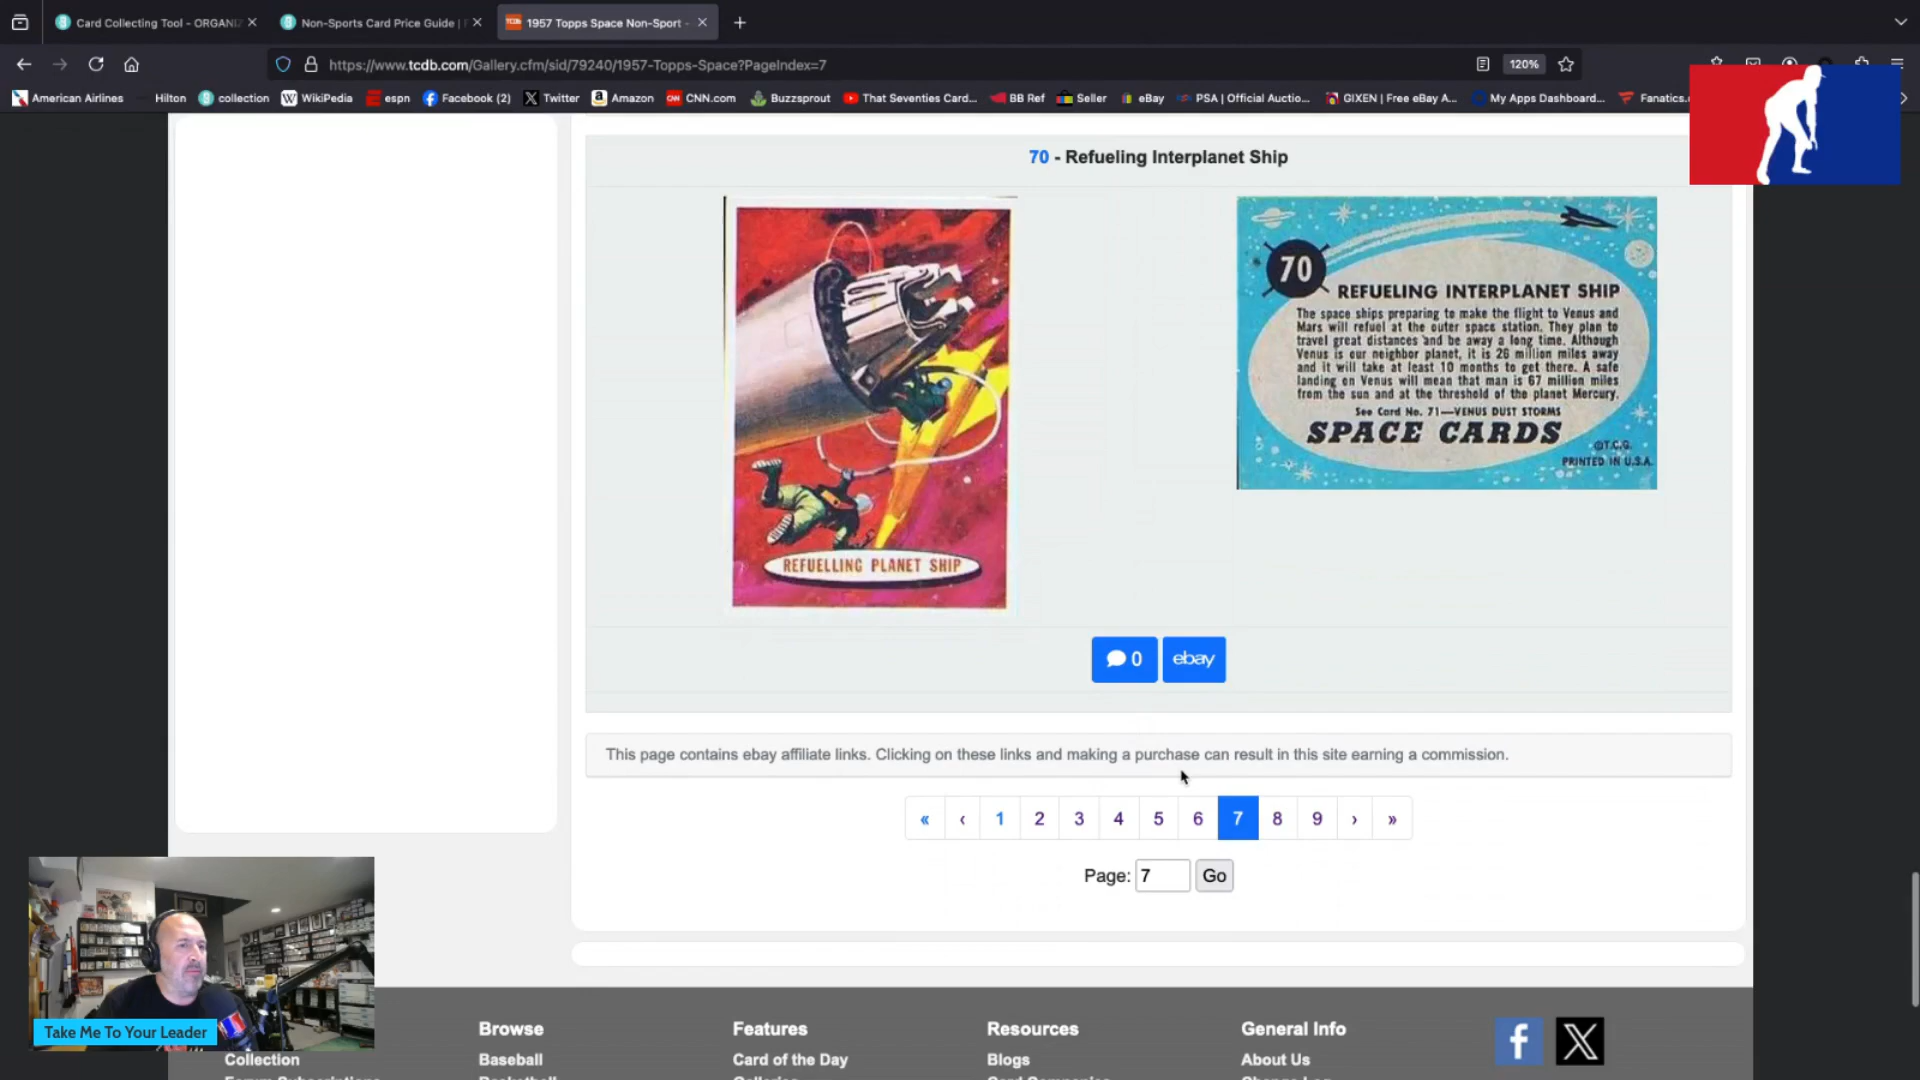 Card Collecting Tool - ORGANI
Non-Sports Card Price Guide |
1957 Topps Space Non-Sport -
https://www.tcdb.com/Gallery.cfm/sid/79240/1957-Topps-Space?PageIndex=7
120%
American Airlines
Hilton
collection
WikiPedia
espn
Facebook (2)
Twitter
Amazon
CNN.com
Buzzsprout
That Seventies Card...
BB Ref
Seller
eBay
PSA | Official Auctio...
GIXEN | Free eBay A...
My Apps Dashboard...
Fanatics.
70 - Refueling Interplanet Ship
REFUELLING PLANET SHIP
70
REFUELING INTERPLANET SHIP
The space ships preparing to make the flight to Venus and
Mars will refuel at the outer space station. They plan to
travel great distances and be away a long time. Although
Venus is our neighbor planet, it is 26 million miles away
and it will take at least 10 months to get there. A safe
landing on Venus will mean that man is 67 million miles
from the sun and at the threshold of the planet Mercury.
See Card No. 71—VENUS DUST STORMS
SPACE CARDS
©T.C.G.
PRINTED IN U.S.A.
0
ebay
This page contains ebay affiliate links. Clicking on these links and making a purchase can result in this site earning a commission.
« ‹ 1 2 3 4 5 6 7 8 9 › »
Page: 7 Go
Take Me To Your Leader
Collection
Browse
Baseball
Features
Card of the Day
Resources
Blogs
General Info
About Us